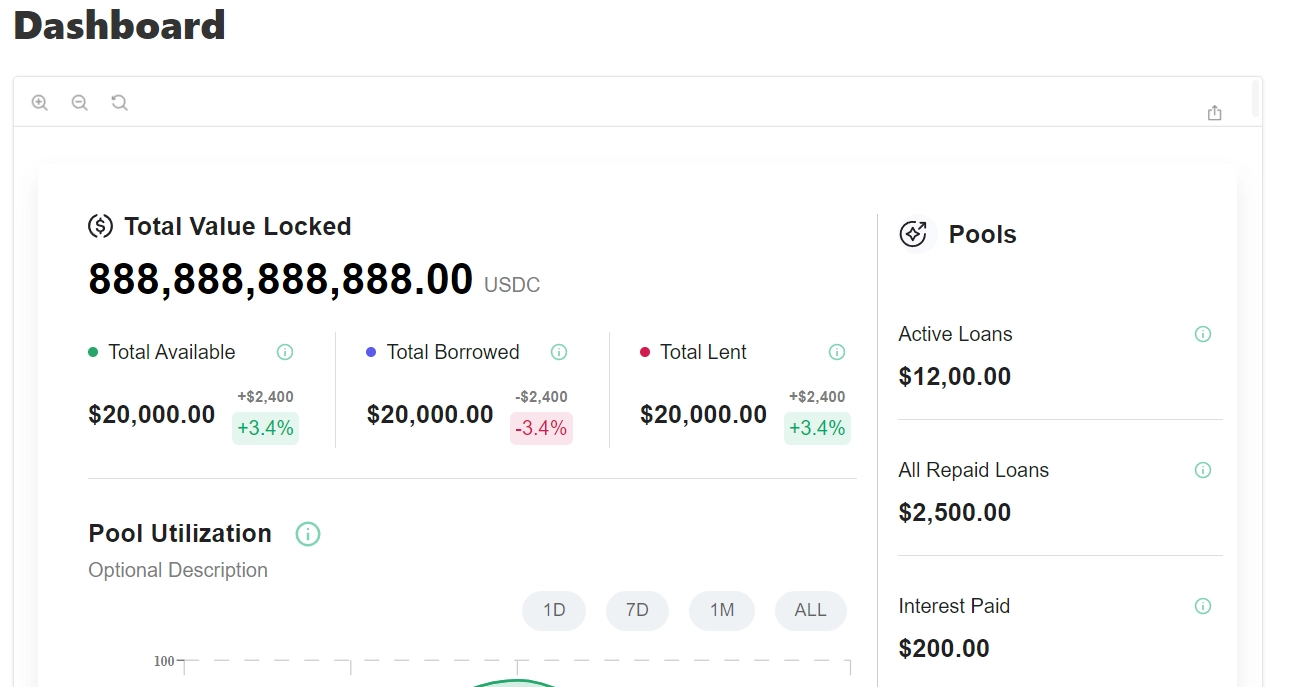 Dashboard
Total Value Locked
888,888,888,888.00 USDC
Total Available
+$2,400
$20,000.00
+3.4%
Total Borrowed
-$2,400
$20,000.00
-3.4%
Total Lent
+$2,400
$20,000.00
+3.4%
Pool Utilization
Optional Description
1D 7D 1M ALL
100
Pools
Active Loans
$12,00.00
All Repaid Loans
$2,500.00
Interest Paid
$200.00